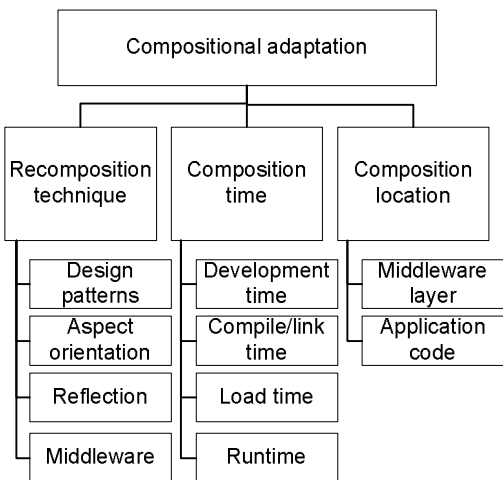 Compositional adaptation
Recomposition
technique
Composition
time
Composition
location
Design
patterns
Aspect
orientation
Reflection
Middleware
Development
time
Compile/link
time
Load time
Runtime
Middleware
layer
Application
code